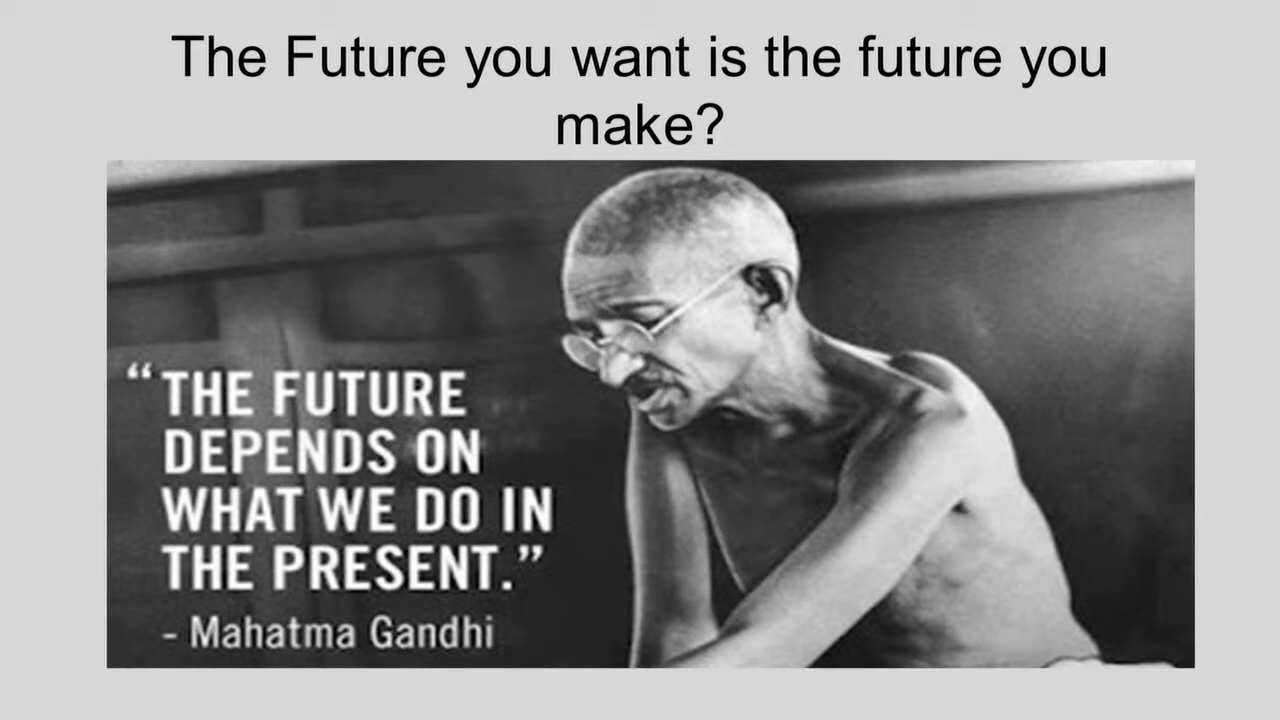 The Future you want is the future you
make?
“THE FUTURE
DEPENDS ON
WHAT WE DO IN
THE PRESENT.”
- Mahatma Gandhi